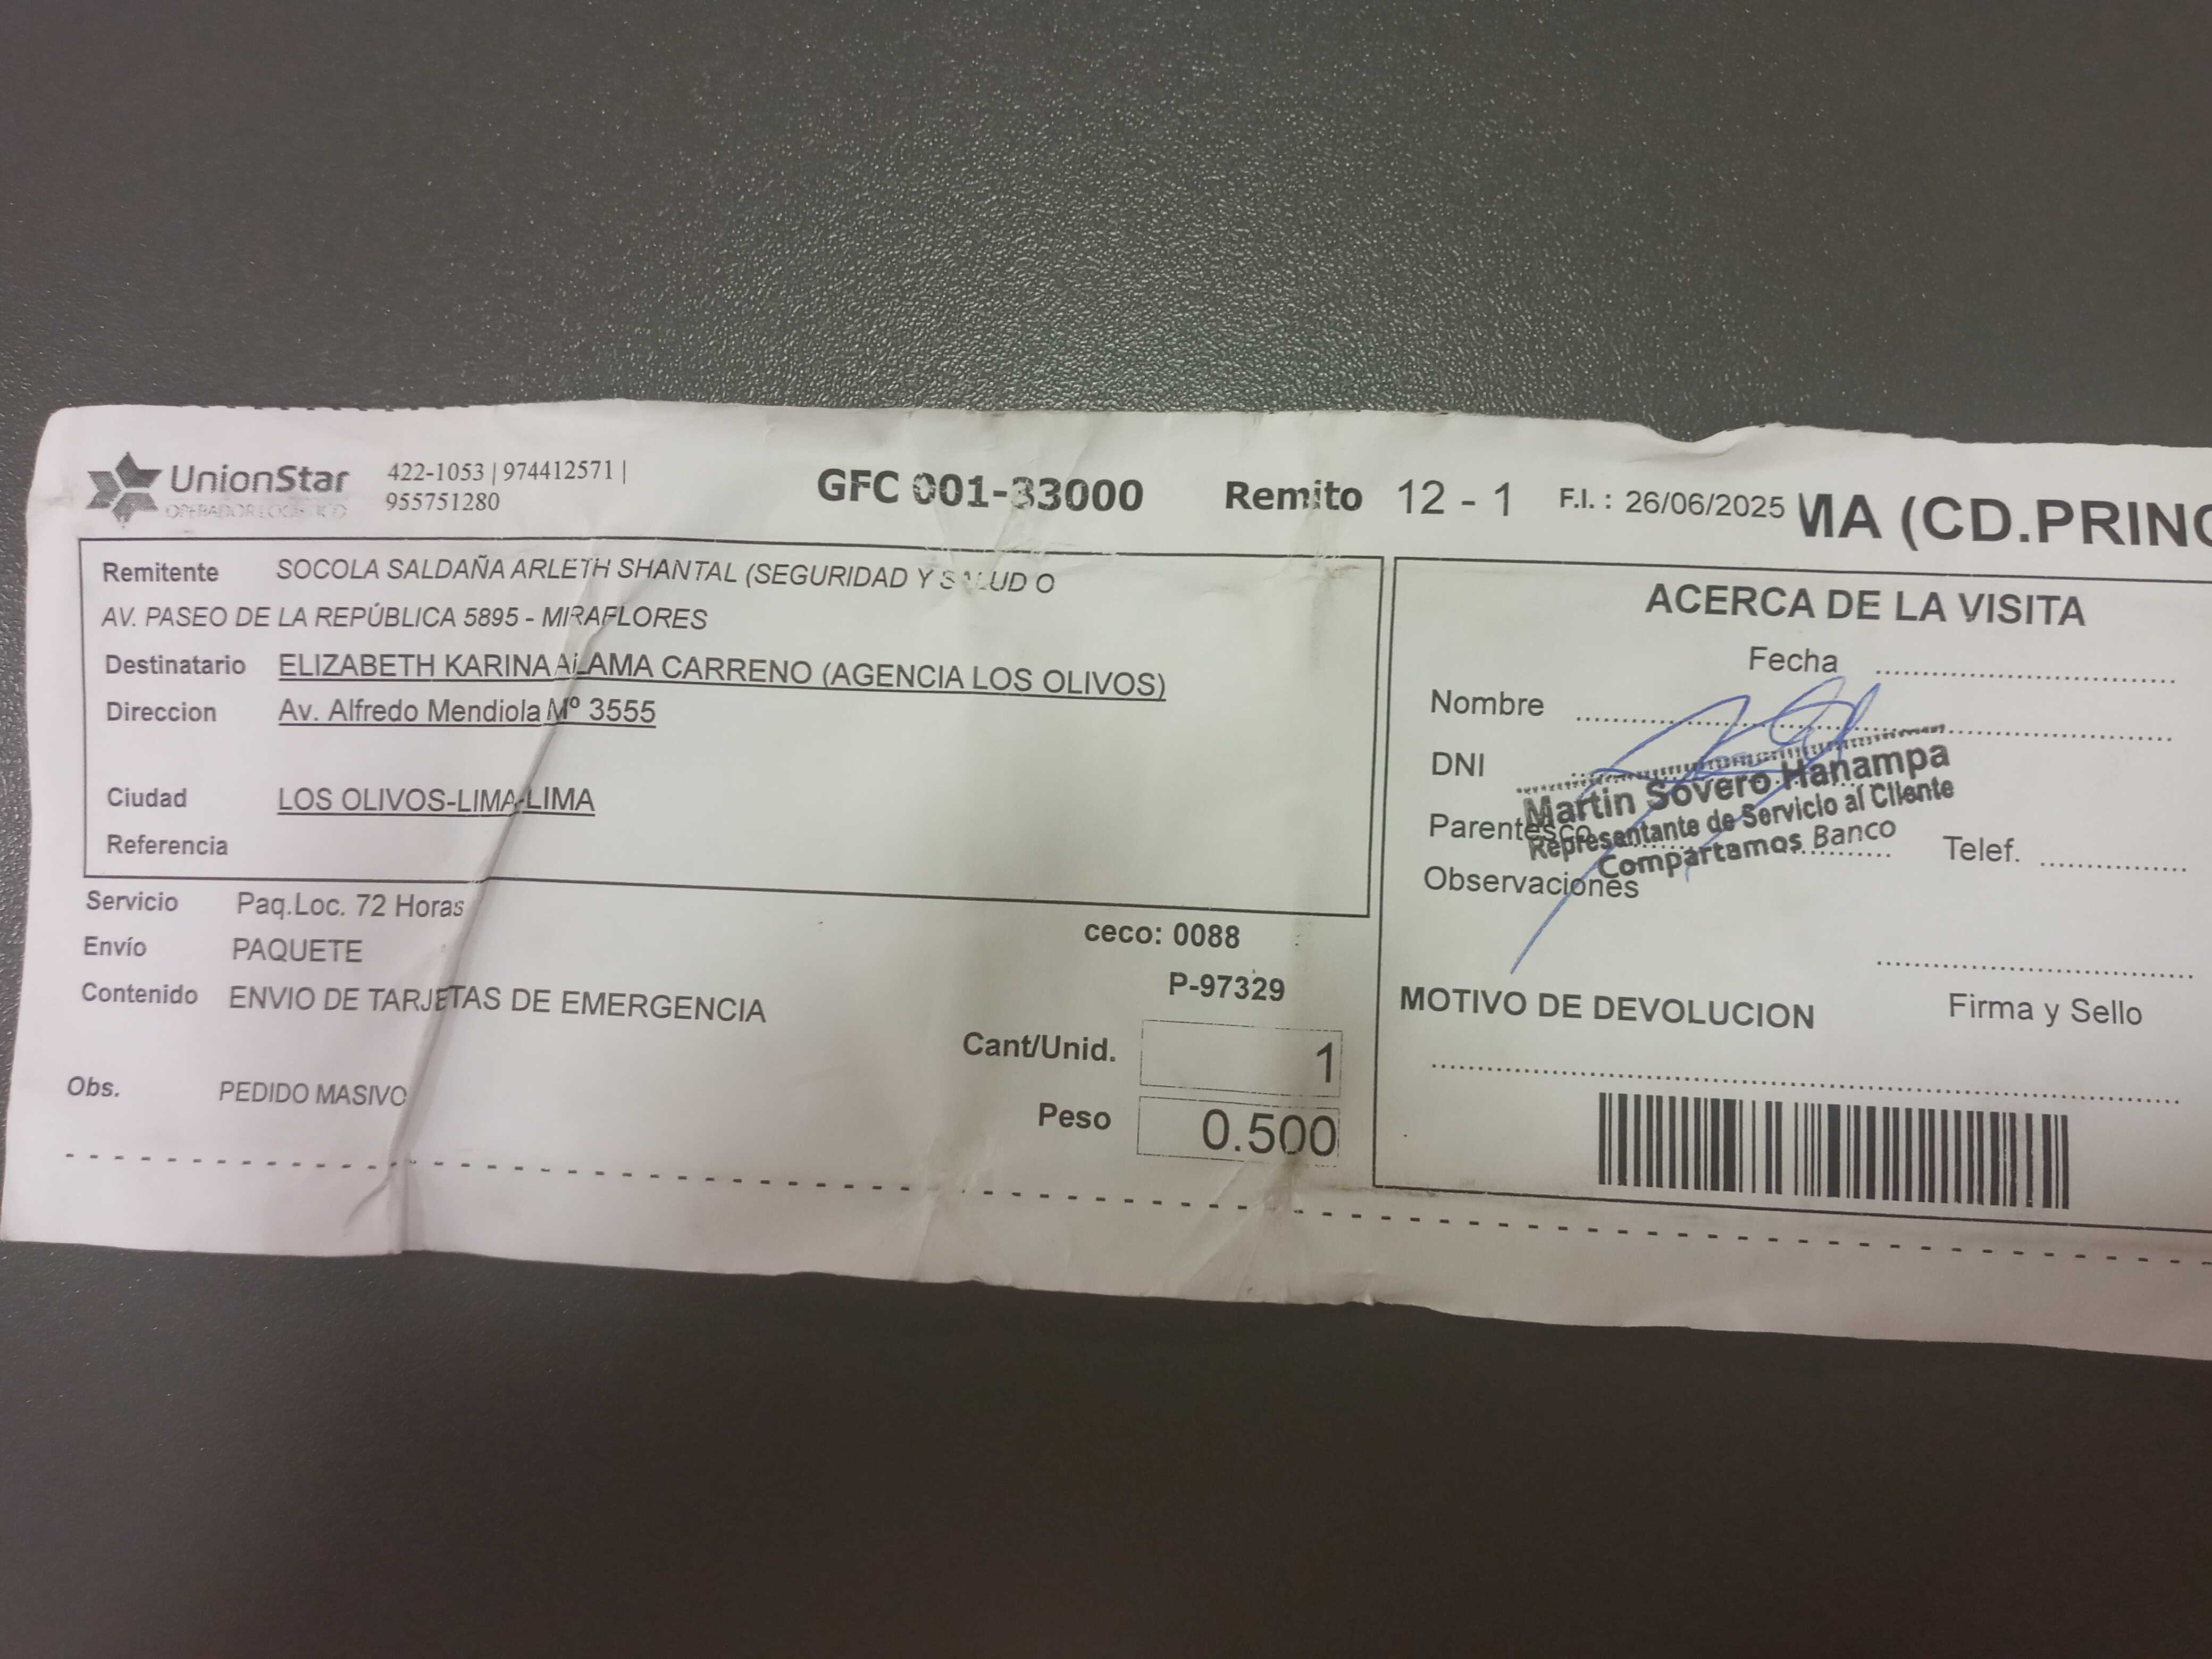 UnionStar
OPERADOR LOGÍSTICO
422-1053 | 974412571 |
955751280
GFC 001-33000
Remito 12 - 1
F.I. : 26/06/2025
MA (CD.PRINC
Remitente SOCOLA SALDAÑA ARLETH SHANTAL (SEGURIDAD Y SALUD O
AV. PASEO DE LA REPÚBLICA 5895 - MIRAFLORES
Destinatario ELIZABETH KARINA ALAMA CARRENO (AGENCIA LOS OLIVOS)
Direccion Av. Alfredo Mendiola Mº 3555
Ciudad LOS OLIVOS-LIMA-LIMA
Referencia
Servicio Paq.Loc. 72 Horas
Envío PAQUETE
Contenido ENVIO DE TARJETAS DE EMERGENCIA
Obs. PEDIDO MASIVO
ceco: 0088
P-97329
Cant/Unid. 1
Peso 0.500
ACERCA DE LA VISITA
Fecha
Nombre
DNI
Martin Sovero Hanampa
Representante de Servicio al Cliente
Compartamos Banco
Parentesco
Telef.
Observaciones
MOTIVO DE DEVOLUCION
Firma y Sello